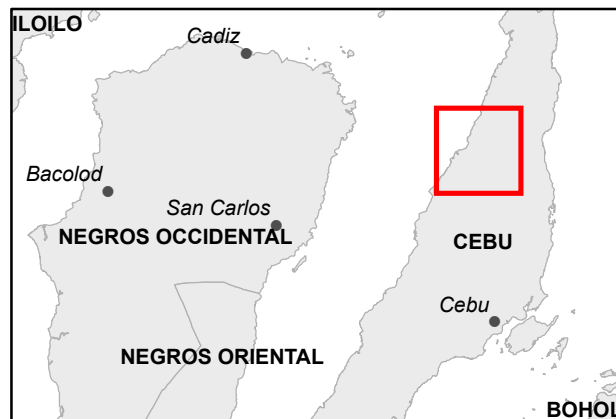 ILOILO
Cadiz
Bacolod
San Carlos
NEGROS OCCIDENTAL
CEBU
Cebu
NEGROS ORIENTAL
BOHOL